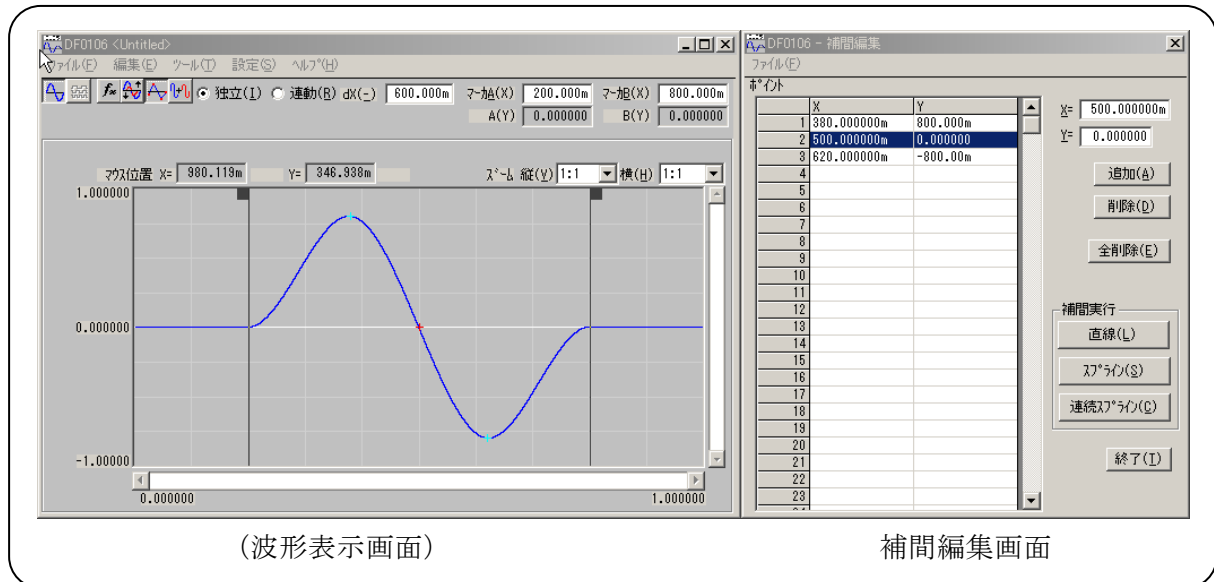 DF0106 <Untitled>
ファイル(F) 編集(E) ツール(T) 設定(S) ヘルプ(H)
独立(I) 連動(R) dX(-) 600.000m マーカA(X) 200.000m マーカB(X) 800.000m
A(Y) 0.000000 B(Y) 0.000000
マウス位置 X= 980.119m Y= 346.938m ズーム 縦(V) 1:1 横(H) 1:1
1.000000
0.000000
-1.00000
0.000000 1.000000
DF0106 - 補間編集
ファイル(F)
ポイント
X Y
1 380.000000m 800.000m
2 500.000000m 0.000000
3 620.000000m -800.00m
4
5
6
7
8
9
10
11
12
13
14
15
16
17
18
19
20
21
22
23
X= 500.000000m
Y= 0.000000
追加(A)
削除(D)
全削除(E)
補間実行
直線(L)
スプライン(S)
連続スプライン(C)
終了(T)
(波形表示画面) 補間編集画面